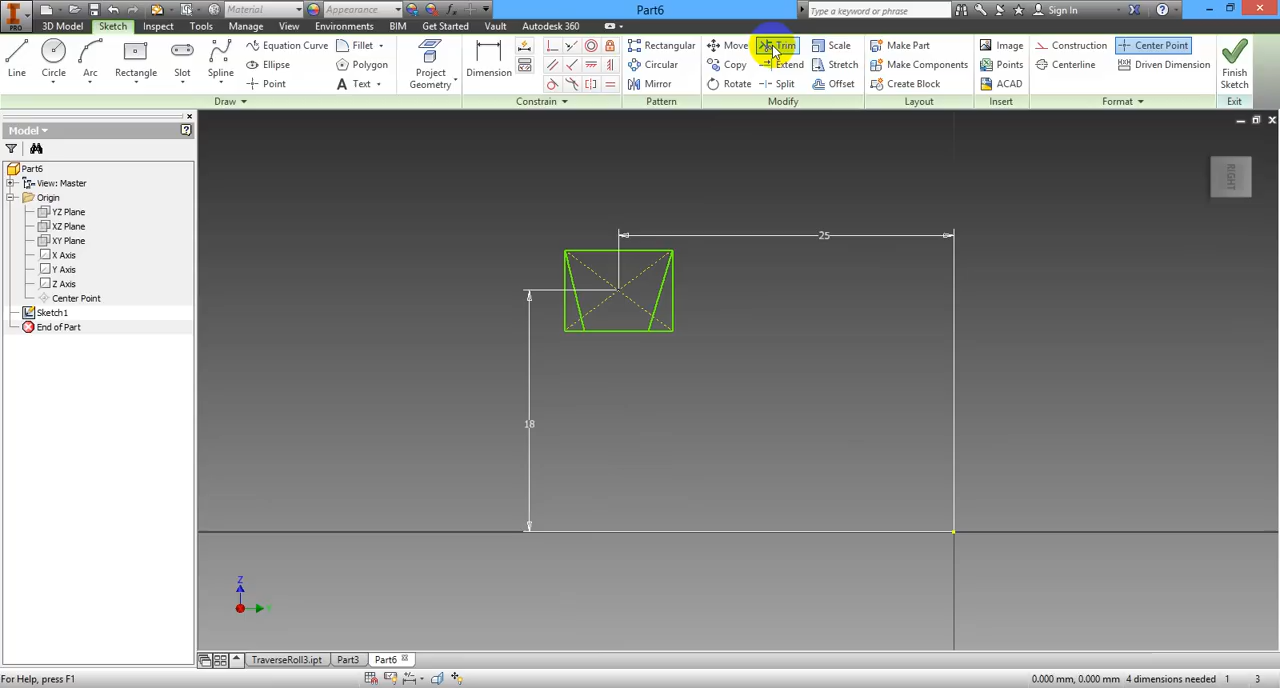 Material
Appearance
Part6
Type a keyword or phrase
Sign In
PRO
3D Model
Sketch
Inspect
Tools
Manage
View
Environments
BIM
Get Started
Vault
Autodesk 360
Line
Circle
Arc
Rectangle
Slot
Spline
Equation Curve
Ellipse
Point
Fillet
Polygon
Text
Project Geometry
Dimension
Rectangular
Circular
Mirror
Move
Copy
Rotate
Trim
Extend
Split
Scale
Stretch
Offset
Make Part
Make Components
Create Block
Image
Points
ACAD
Construction
Centerline
Center Point
Driven Dimension
Finish Sketch
Draw
Constrain
Pattern
Modify
Layout
Insert
Format
Exit
Model
Part6
View: Master
Origin
YZ Plane
XZ Plane
XY Plane
X Axis
Y Axis
Z Axis
Center Point
Sketch1
End of Part
RIGHT
25
18
Z
TraverseRoll3.ipt
Part3
Part6
For Help, press F1
0.000 mm, 0.000 mm
4 dimensions needed
1
3